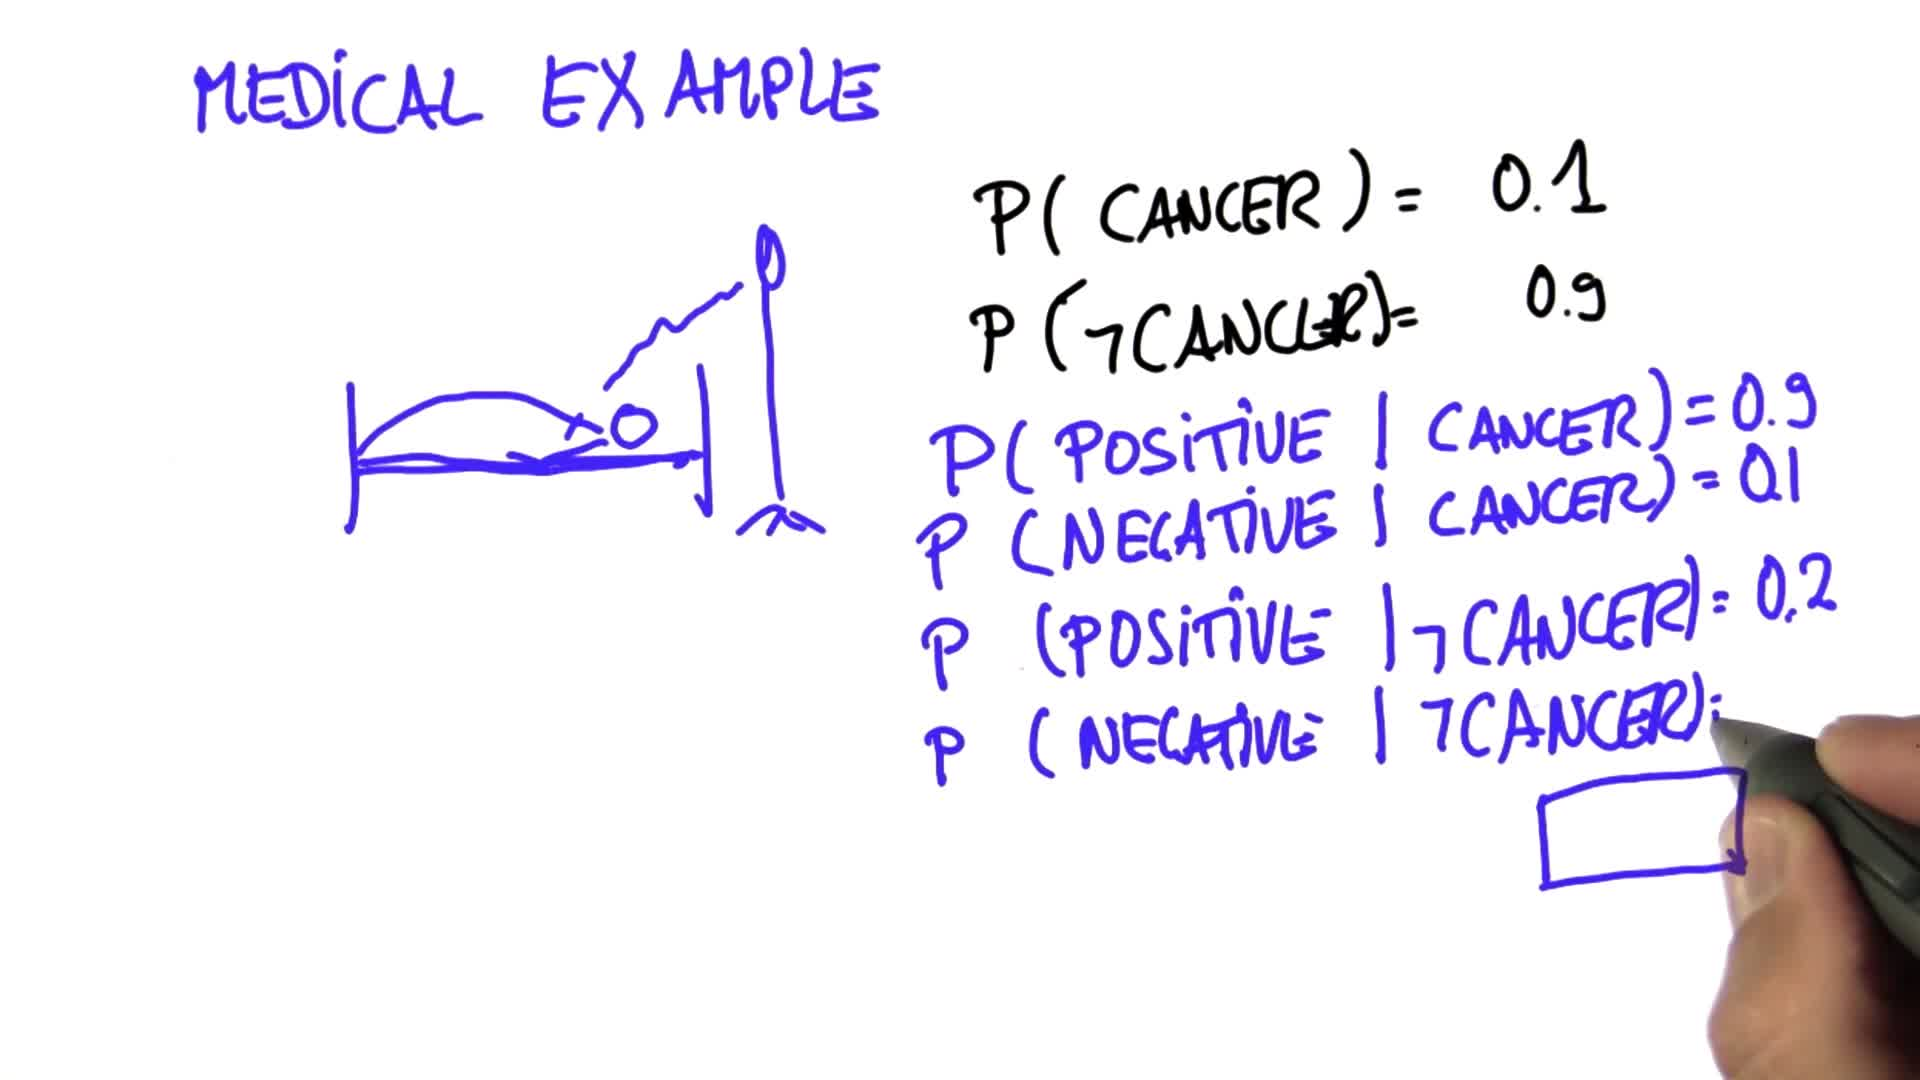 MEDICAL EXAMPLE
P( CANCER ) = 0.1
P(¬CANCER) = 0.9
P( POSITIVE | CANCER) = 0.9
P (NEGATIVE | CANCER) = 0.1
P (POSITIVE | ¬CANCER) = 0.2
P (NEGATIVE | ¬CANCER) =